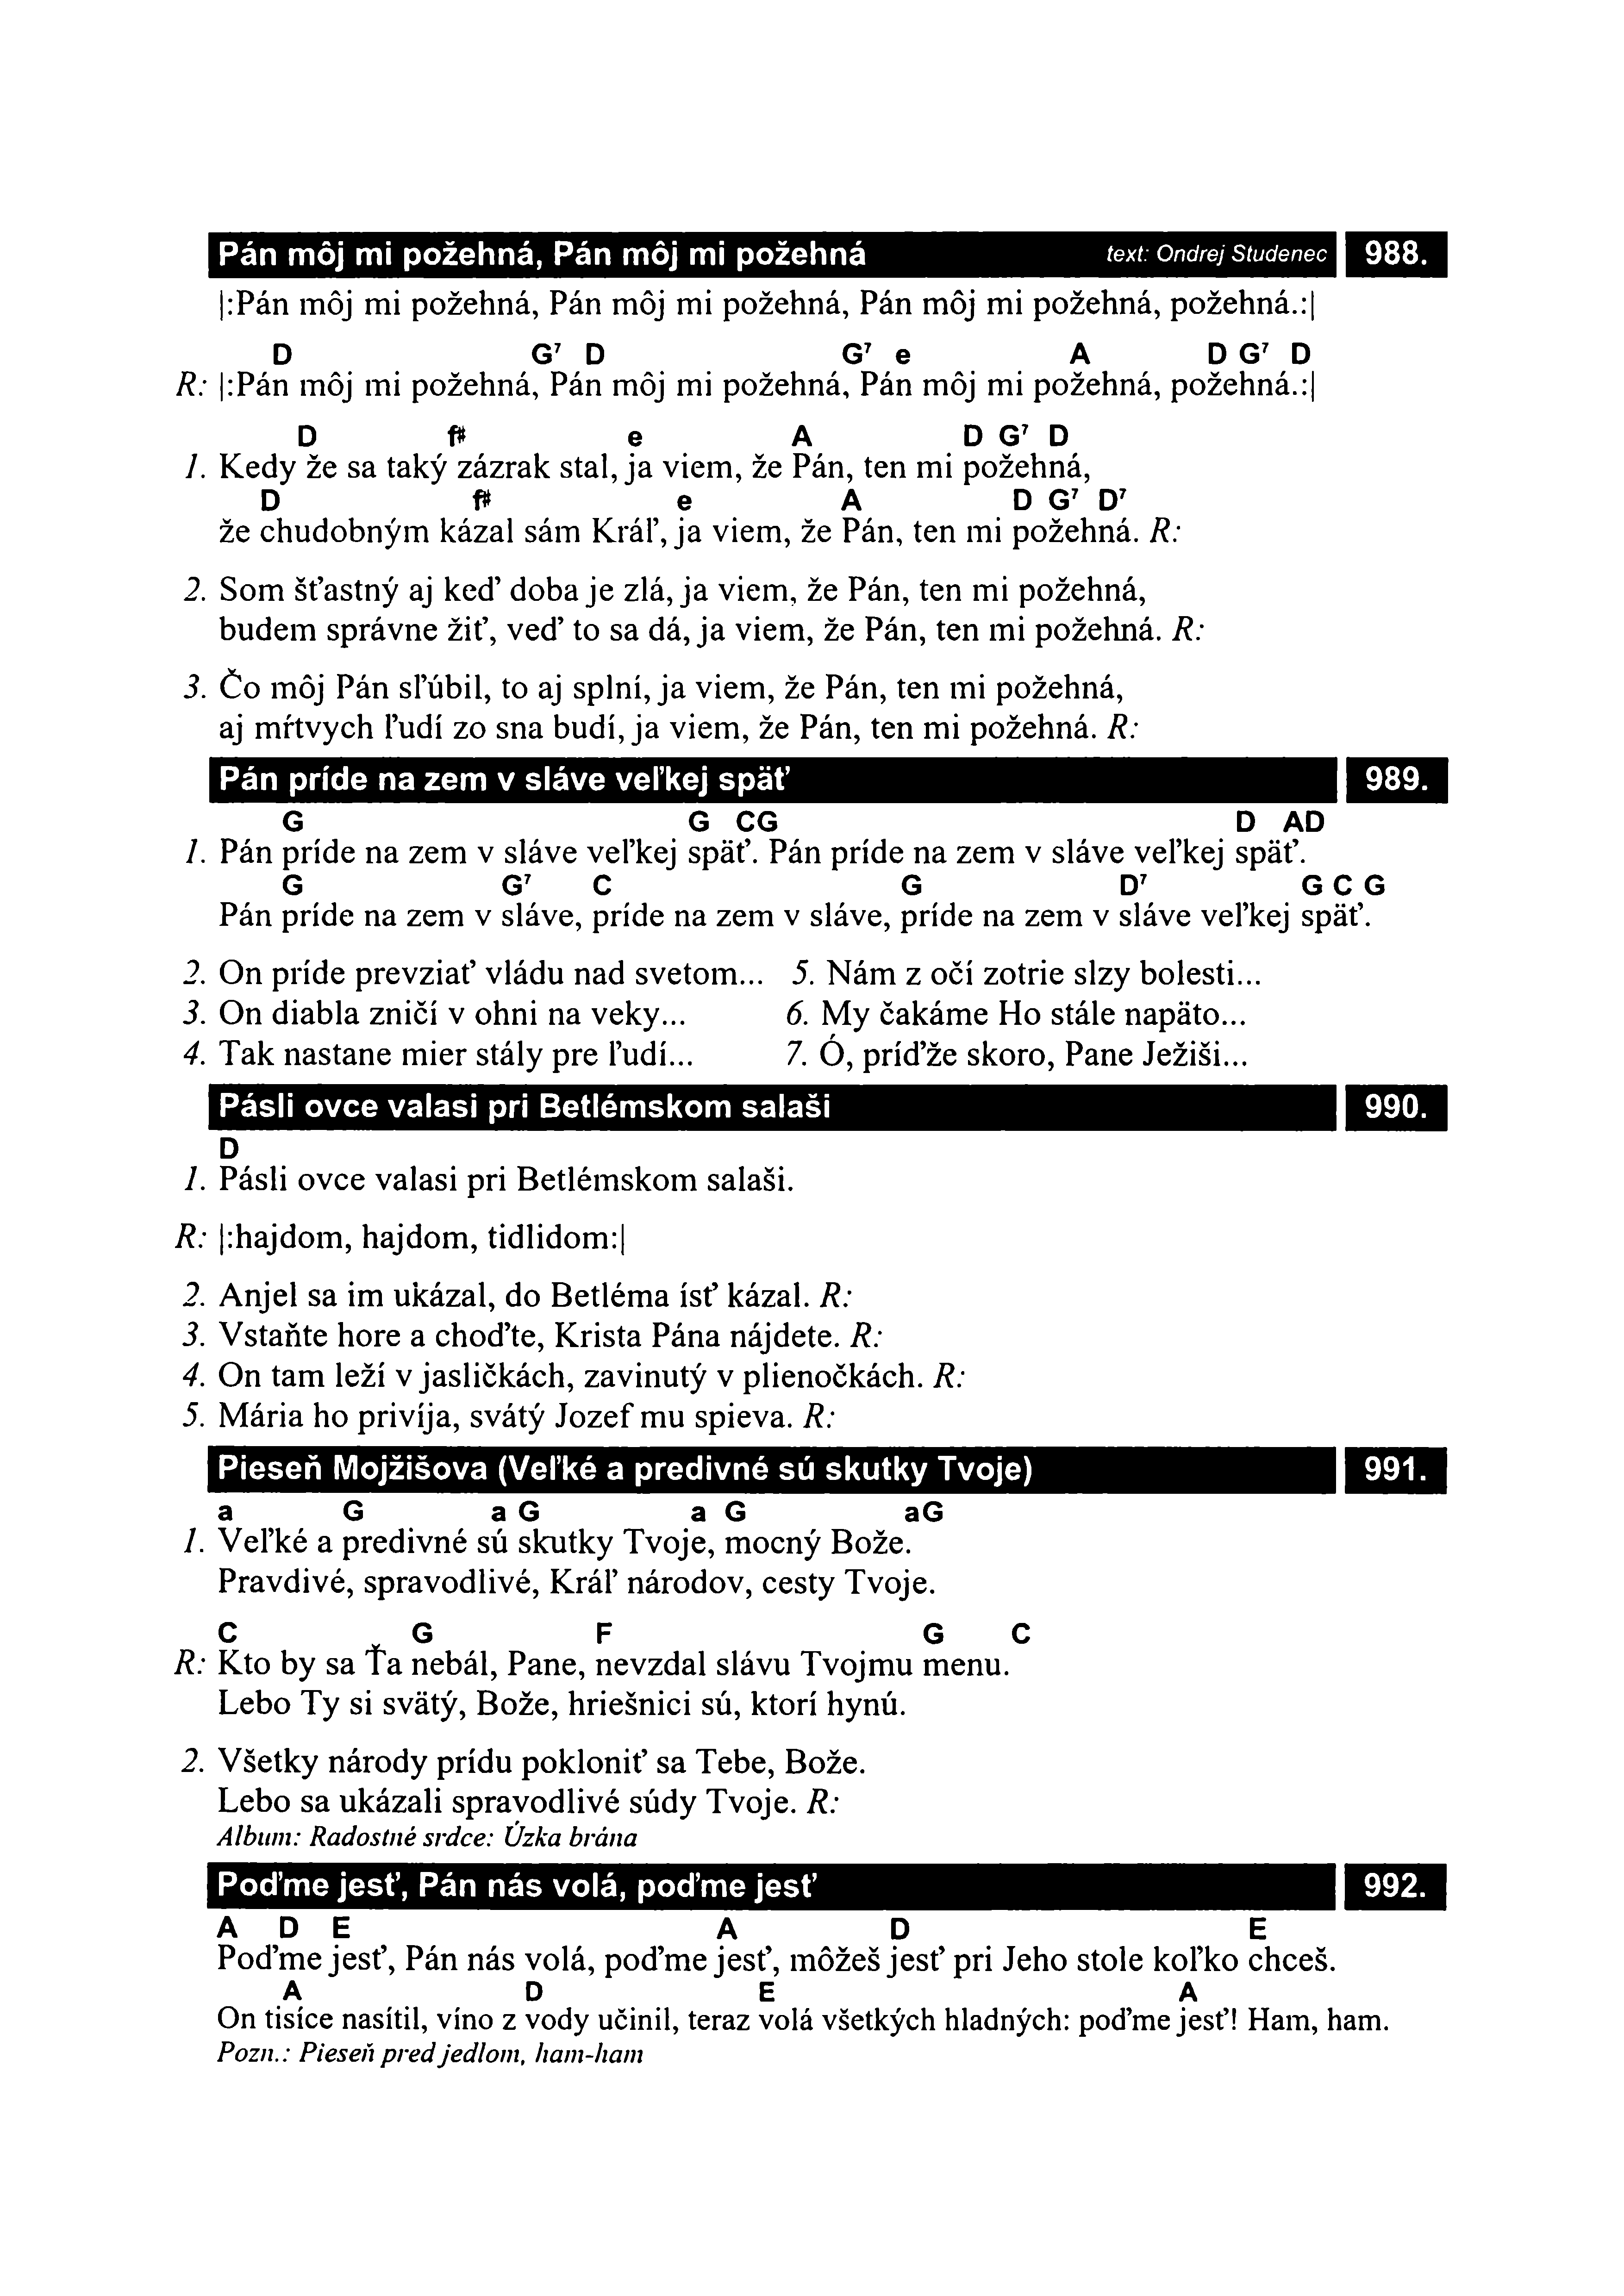 Pán môj mi požehná, Pán môj mi požehná text: Ondrej Studenec 988.
|:Pán môj mi požehná, Pán môj mi požehná, Pán môj mi požehná, požehná.:|
D G⁷ D G⁷ e A D G⁷ D
R: |:Pán môj mi požehná, Pán môj mi požehná, Pán môj mi požehná, požehná.:|
D f# e A D G⁷ D
1. Kedy že sa taký zázrak stal, ja viem, že Pán, ten mi požehná,
D f# e A D G⁷ D⁷
že chudobným kázal sám Kráľ, ja viem, že Pán, ten mi požehná. R:
2. Som šťastný aj keď doba je zlá, ja viem, že Pán, ten mi požehná,
budem správne žiť, veď to sa dá, ja viem, že Pán, ten mi požehná. R:
3. Čo môj Pán sľúbil, to aj splní, ja viem, že Pán, ten mi požehná,
aj mŕtvych ľudí zo sna budí, ja viem, že Pán, ten mi požehná. R:
Pán príde na zem v sláve veľkej späť 989.
G G CG D AD
1. Pán príde na zem v sláve veľkej späť. Pán príde na zem v sláve veľkej späť.
G G⁷ C G D⁷ G C G
Pán príde na zem v sláve, príde na zem v sláve, príde na zem v sláve veľkej späť.
2. On príde prevziať vládu nad svetom... 5. Nám z očí zotrie slzy bolesti...
3. On diabla zničí v ohni na veky... 6. My čakáme Ho stále napäto...
4. Tak nastane mier stály pre ľudí... 7. Ó, príďže skoro, Pane Ježiši...
Pásli ovce valasi pri Betlémskom salaši 990.
D
1. Pásli ovce valasi pri Betlémskom salaši.
R: |:hajdom, hajdom, tidlidom:|
2. Anjel sa im ukázal, do Betléma ísť kázal. R:
3. Vstaňte hore a choďte, Krista Pána nájdete. R:
4. On tam leží v jasličkách, zavinutý v plienočkách. R:
5. Mária ho privíja, svátý Jozef mu spieva. R:
Pieseň Mojžišova (Veľké a predivné sú skutky Tvoje) 991.
a G a G a G aG
1. Veľké a predivné sú skutky Tvoje, mocný Bože.
Pravdivé, spravodlivé, Kráľ národov, cesty Tvoje.
C G F G C
R: Kto by sa Ťa nebál, Pane, nevzdal slávu Tvojmu menu.
Lebo Ty si svätý, Bože, hriešnici sú, ktorí hynú.
2. Všetky národy prídu pokloniť sa Tebe, Bože.
Lebo sa ukázali spravodlivé súdy Tvoje. R:
Album: Radostné srdce: Úzka brána
Poďme jesť, Pán nás volá, poďme jesť 992.
A D E A D E
Poďme jesť, Pán nás volá, poďme jesť, môžeš jesť pri Jeho stole koľko chceš.
A D E A
On tisíce nasítil, víno z vody učinil, teraz volá všetkých hladných: poďme jesť! Ham, ham.
Pozn.: Pieseň pred jedlom, ham-ham